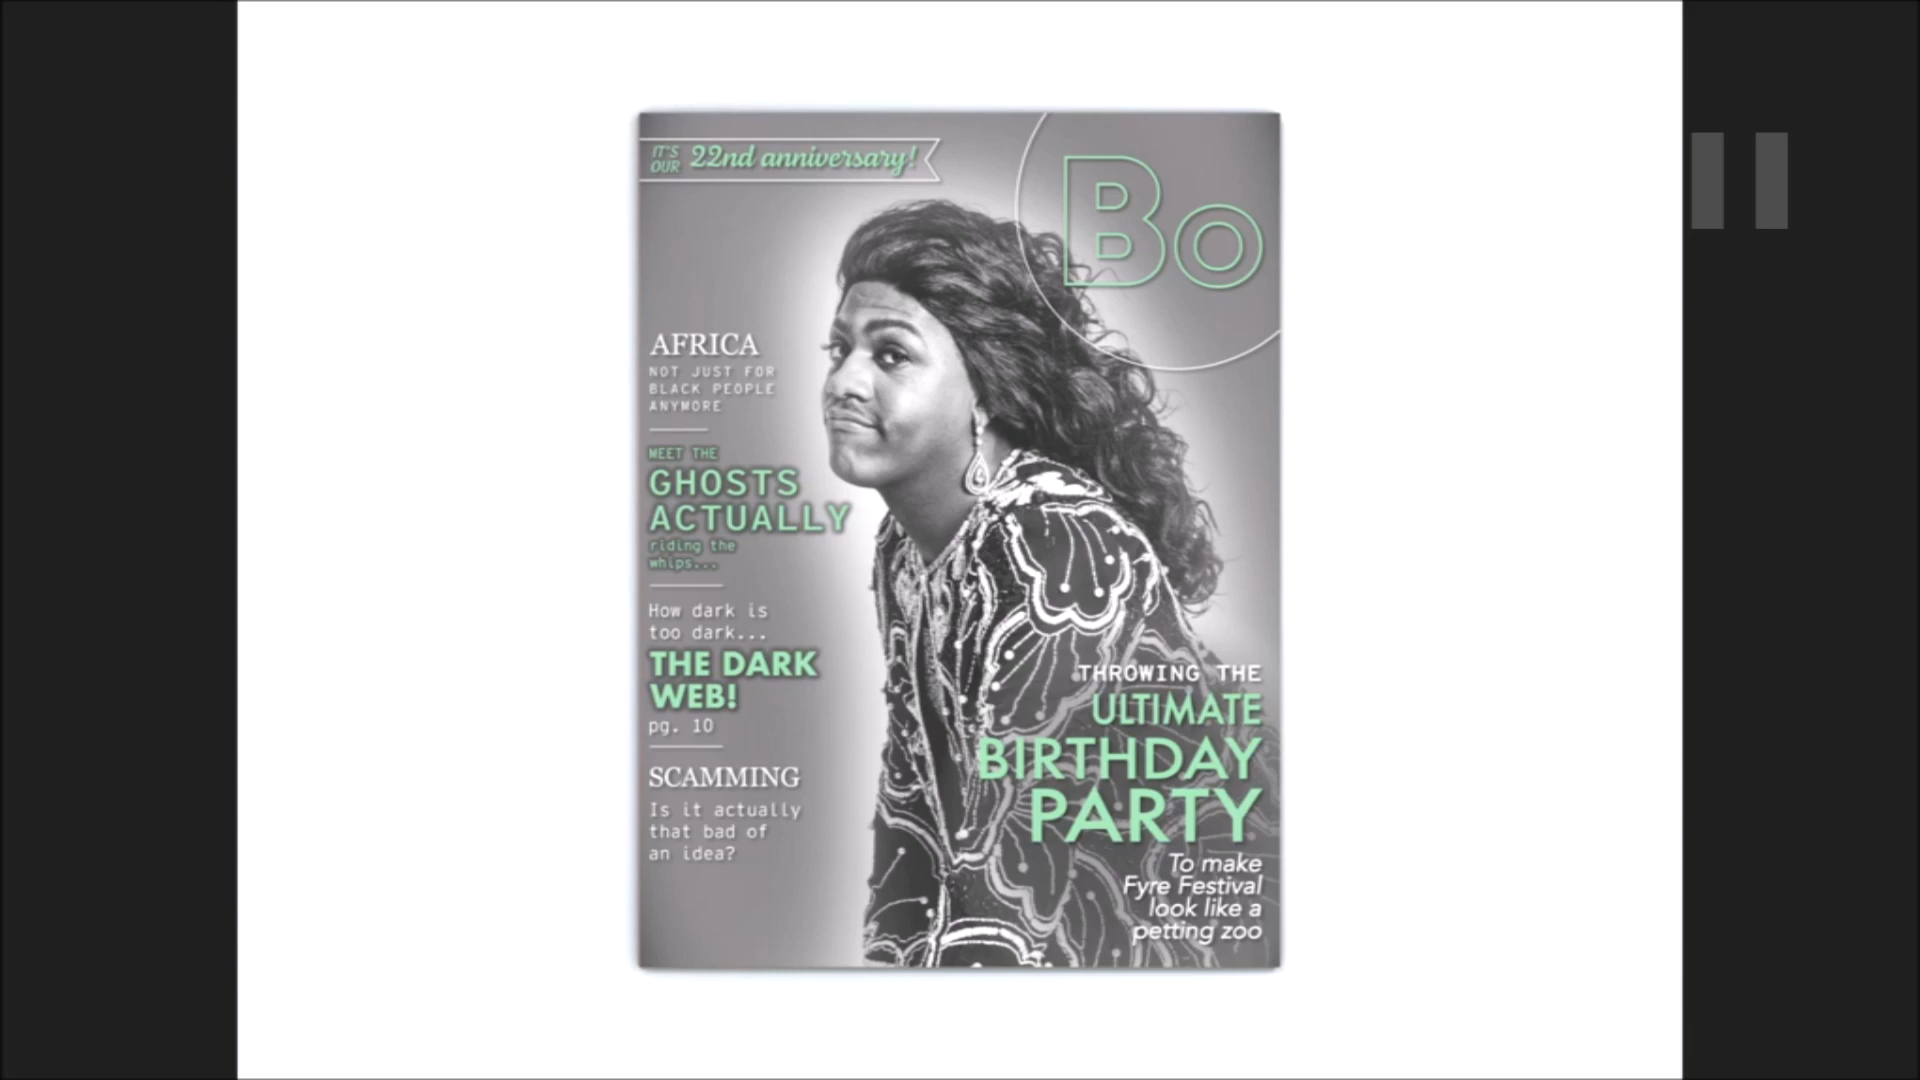 IT'S OUR 22nd anniversary!
Bo
AFRICA
NOT JUST FOR
BLACK PEOPLE
ANYMORE
MEET THE
GHOSTS
ACTUALLY
riding the
whips...
How dark is
too dark...
THE DARK
WEB!
pg. 10
SCAMMING
Is it actually
that bad of
an idea?
THROWING THE
ULTIMATE
BIRTHDAY
PARTY
To make
Fyre Festival
look like a
petting zoo